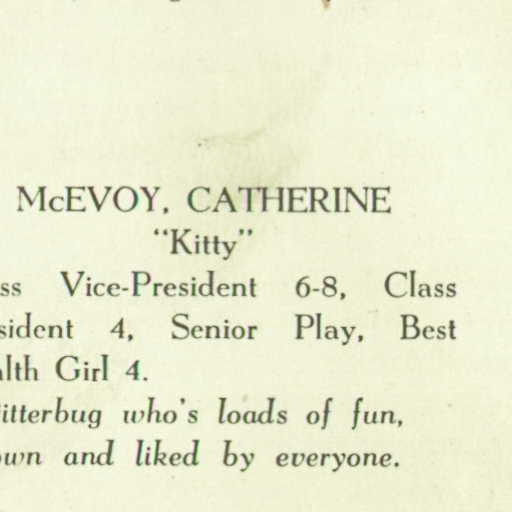 McEVOY, CATHERINE
"Kitty"
ss Vice-President 6-8, Class
sident 4, Senior Play, Best
lth Girl 4.
itterbug who's loads of fun,
wn and liked by everyone.